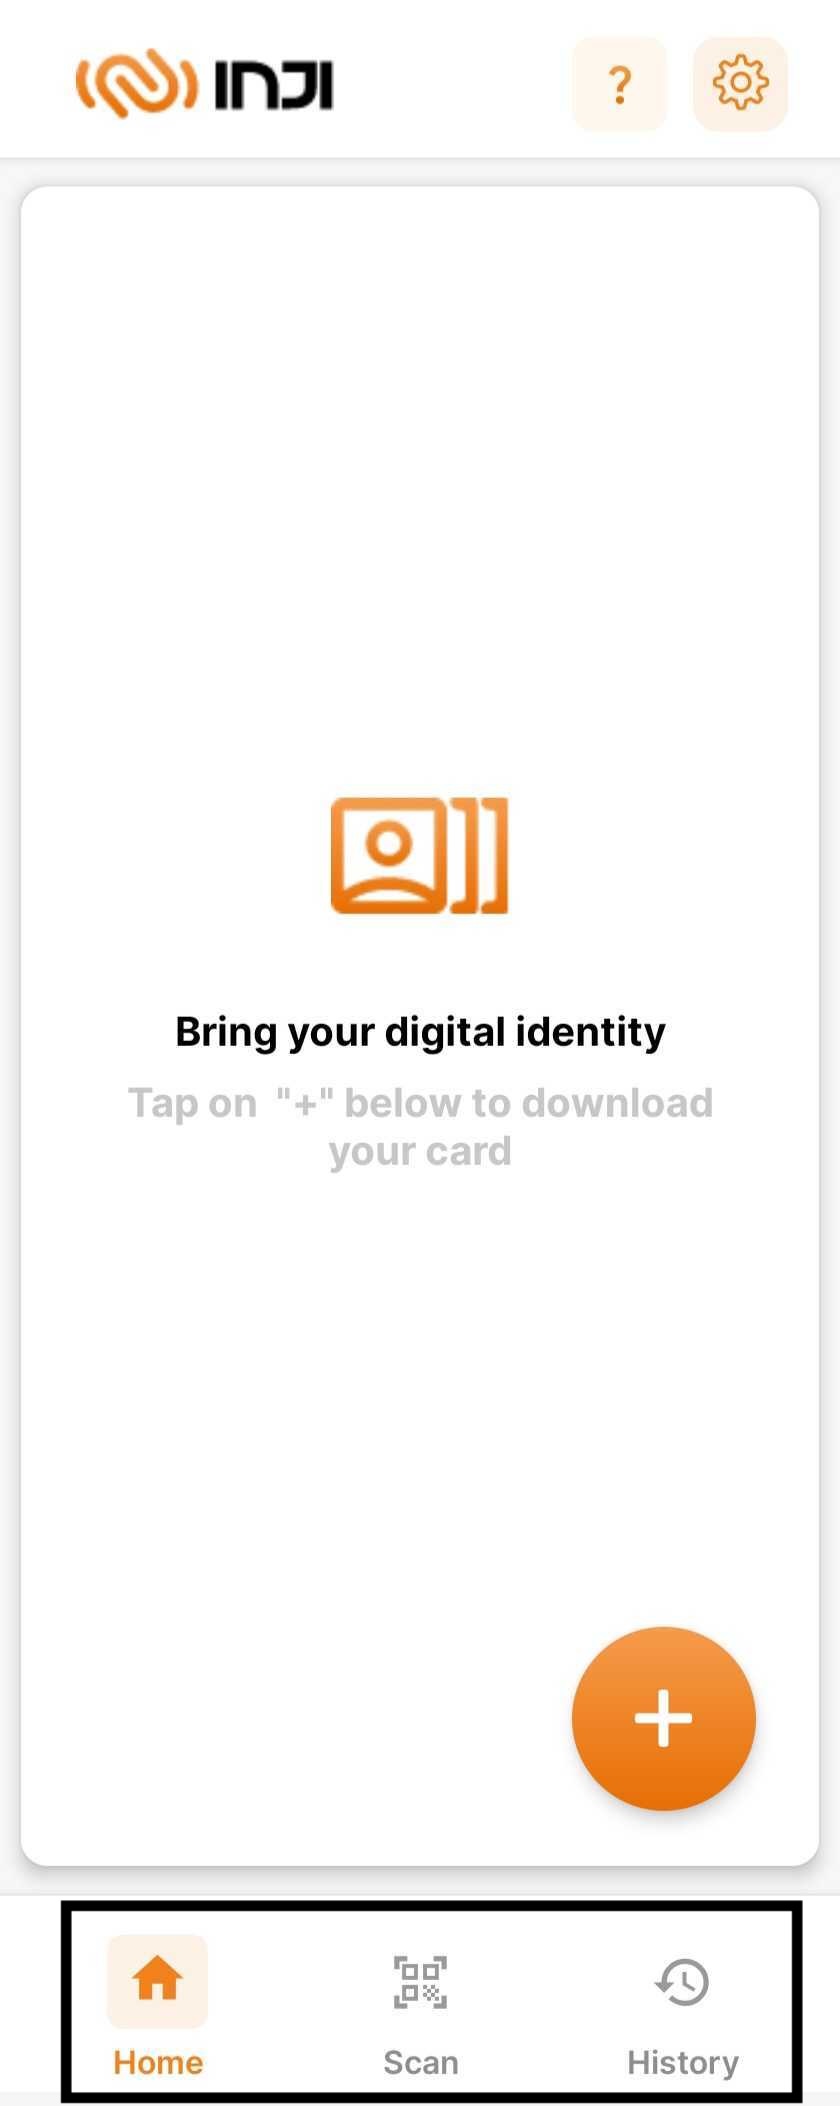 INJI
?
Bring your digital identity
Tap on "+" below to download
your card
+
Home
Scan
History